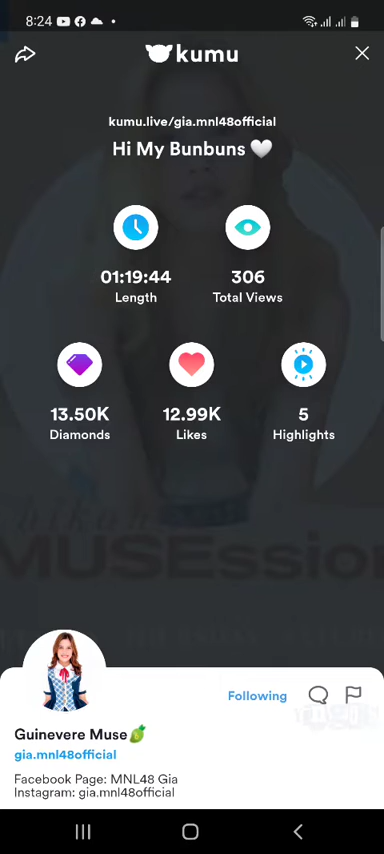 8:24
kumu
kumu.live/gia.mnl48official
Hi My Bunbuns 🤍
01:19:44
Length
306
Total Views
13.50K
Diamonds
12.99K
Likes
5
Highlights
MUSEssion
Following
Guinevere Muse🍈
gia.mnl48official
Facebook Page: MNL48 Gia
Instagram: gia.mnl48official